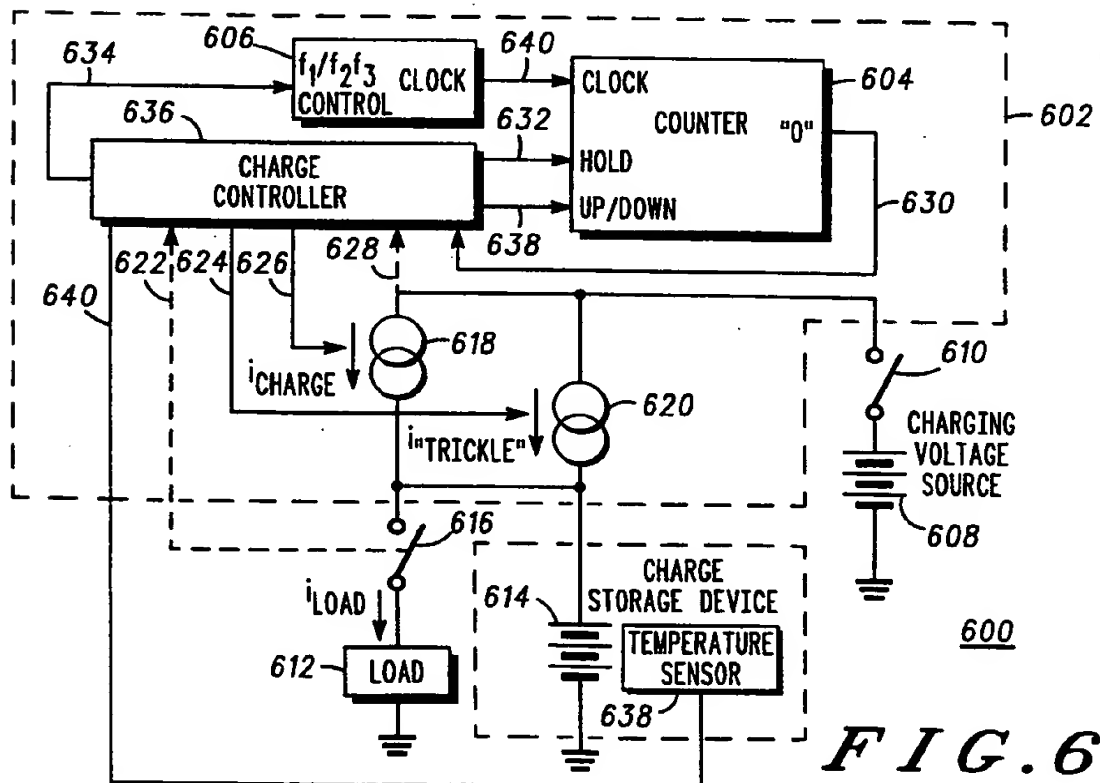 606
634
f1/f2f3
CONTROL
CLOCK
640
CLOCK
COUNTER
"0"
604
602
636
CHARGE
CONTROLLER
632
HOLD
638
UP/DOWN
630
640
622
624
626
628
618
iCHARGE
620
i"TRICKLE"
610
CHARGING
VOLTAGE
SOURCE
608
616
iLOAD
612
LOAD
CHARGE
STORAGE DEVICE
614
TEMPERATURE
SENSOR
638
600
FIG.6